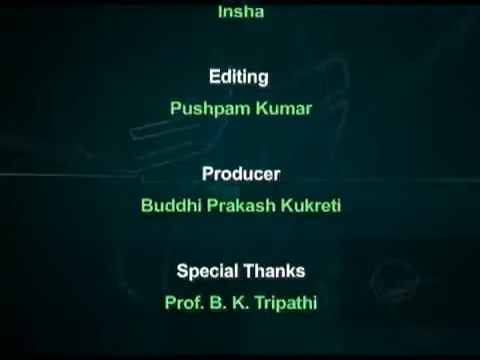 Insha
Editing
Pushpam Kumar
Producer
Buddhi Prakash Kukreti
Special Thanks
Prof. B. K. Tripathi